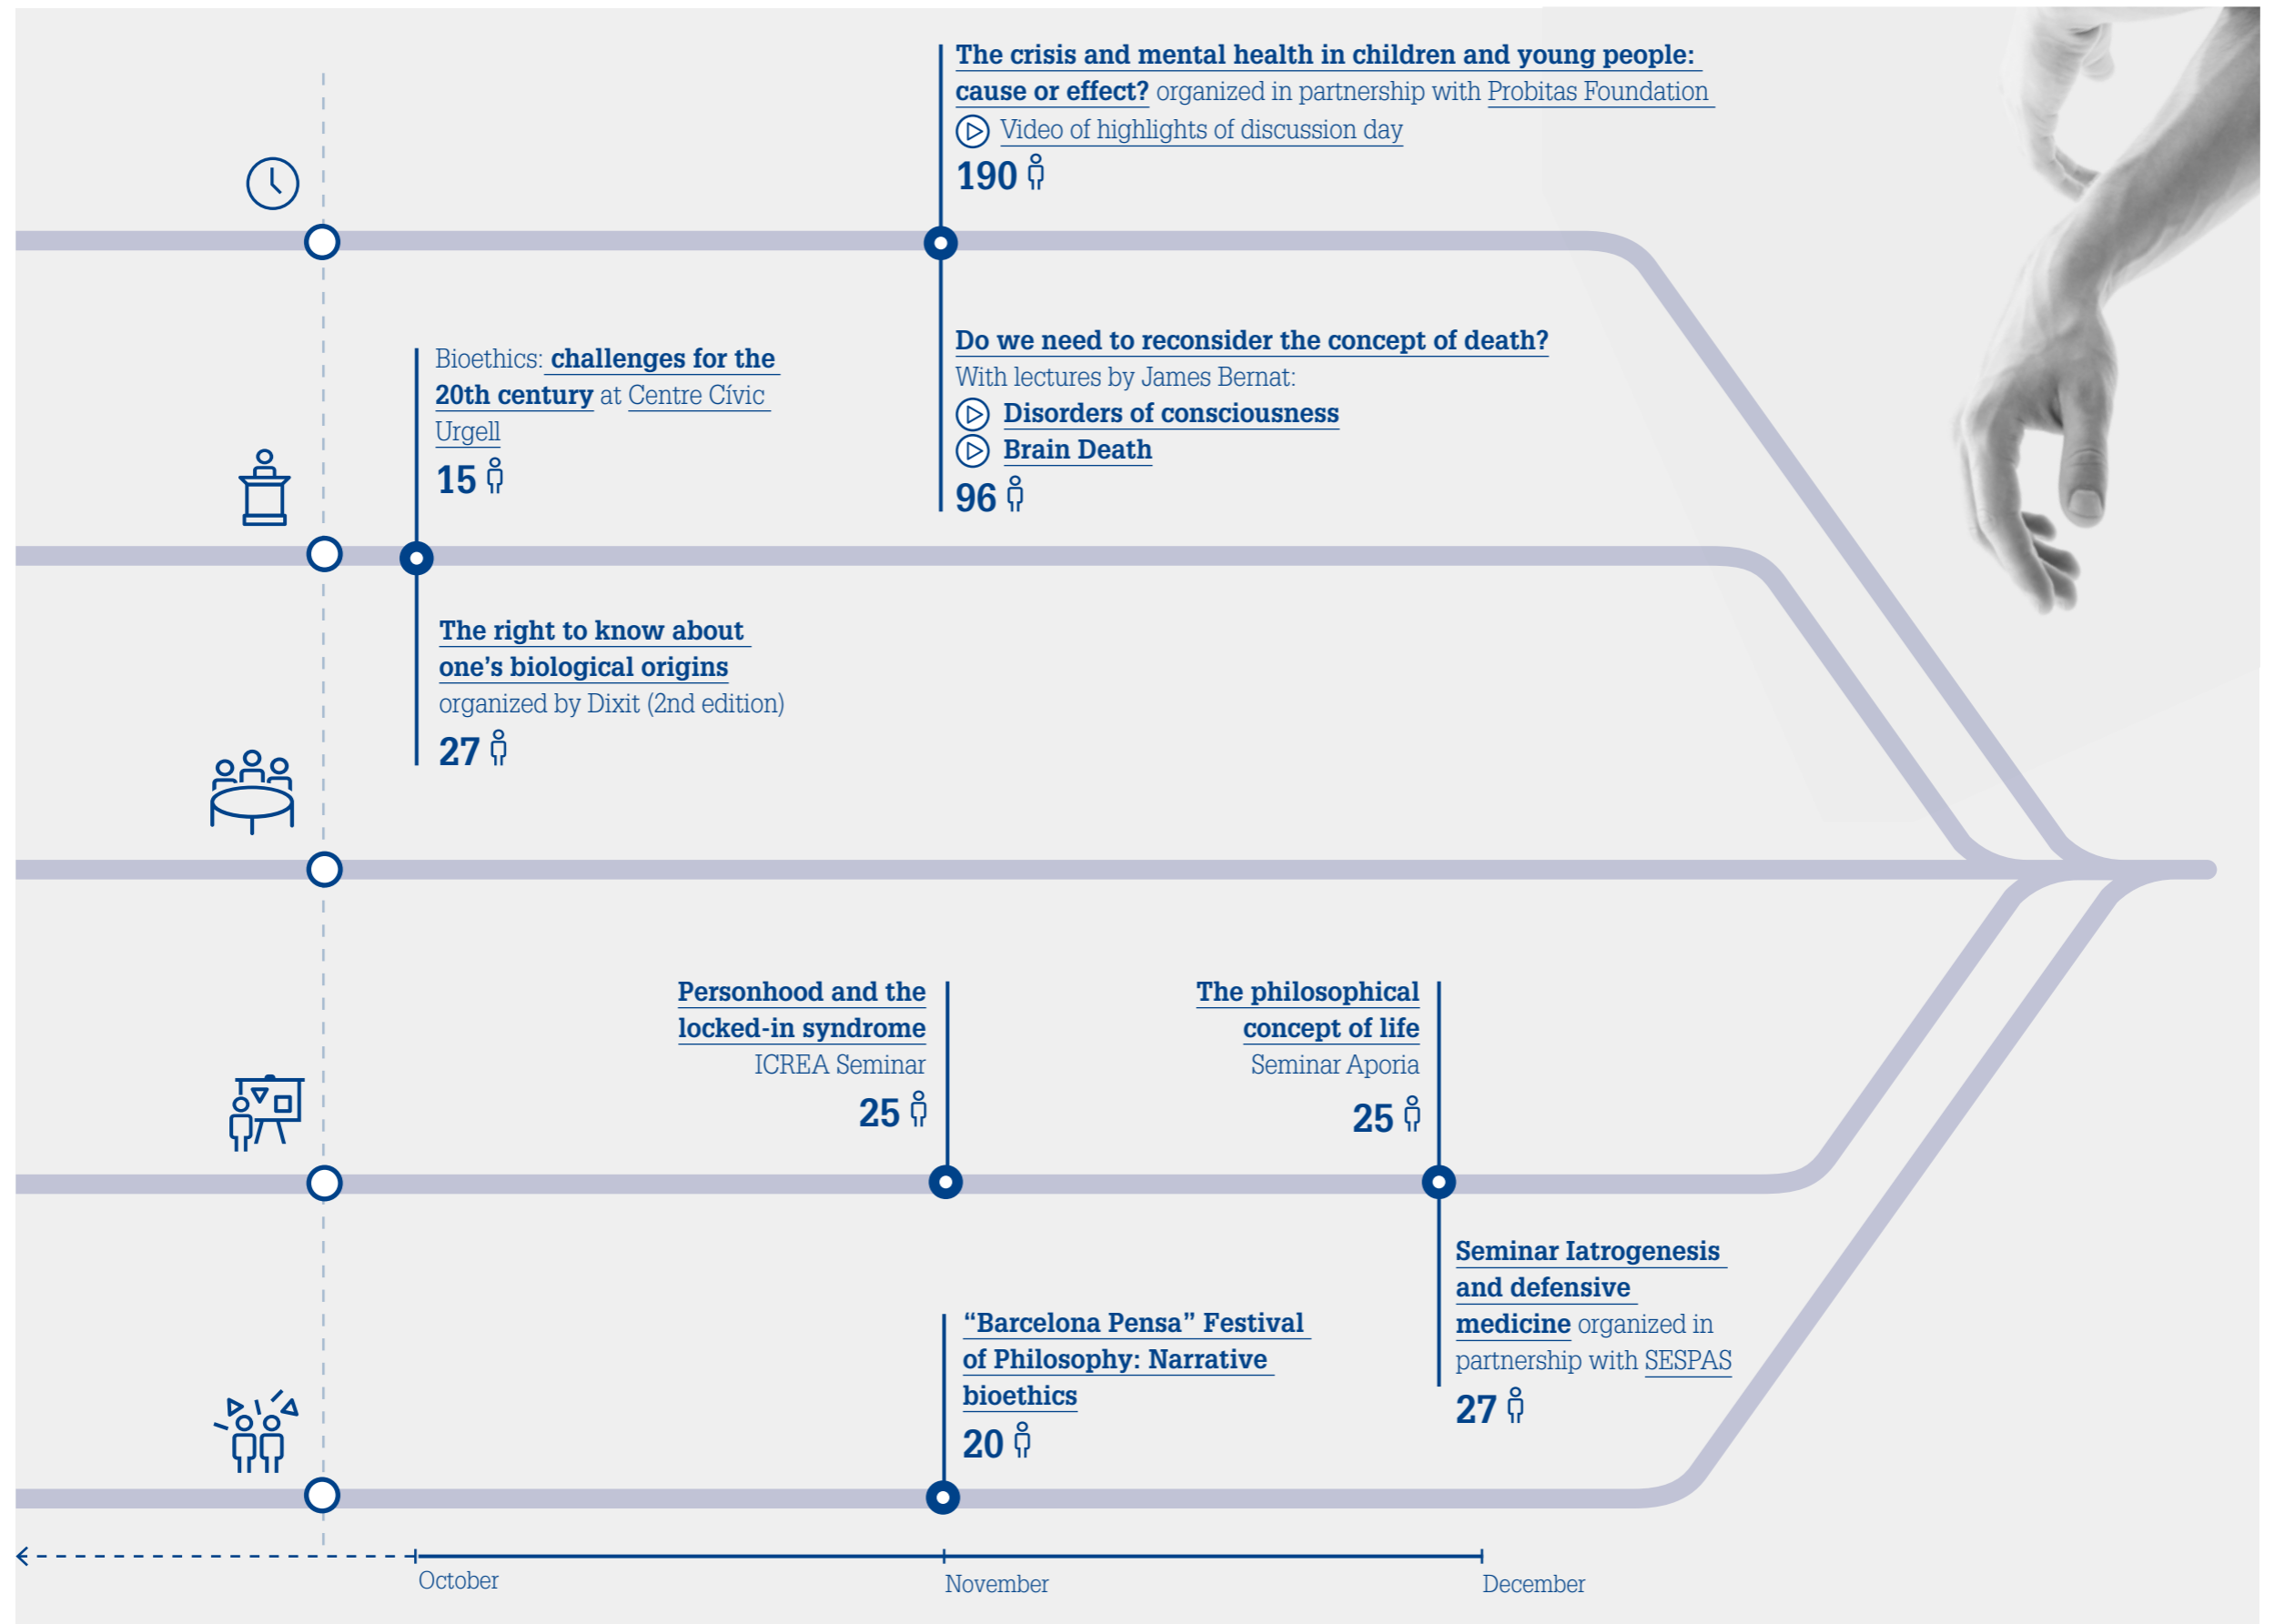 The crisis and mental health in children and young people:
cause or effect? organized in partnership with Probitas Foundation
Video of highlights of discussion day
190
Do we need to reconsider the concept of death?
With lectures by James Bernat:
Disorders of consciousness
Brain Death
96
Bioethics: challenges for the
20th century at Centre Cívic
Urgell
15
The right to know about
one’s biological origins
organized by Dixit (2nd edition)
27
Personhood and the
locked-in syndrome
ICREA Seminar
25
The philosophical
concept of life
Seminar Aporia
25
Seminar Iatrogenesis
and defensive
medicine organized in
partnership with SESPAS
27
“Barcelona Pensa” Festival
of Philosophy: Narrative
bioethics
20
October
November
December